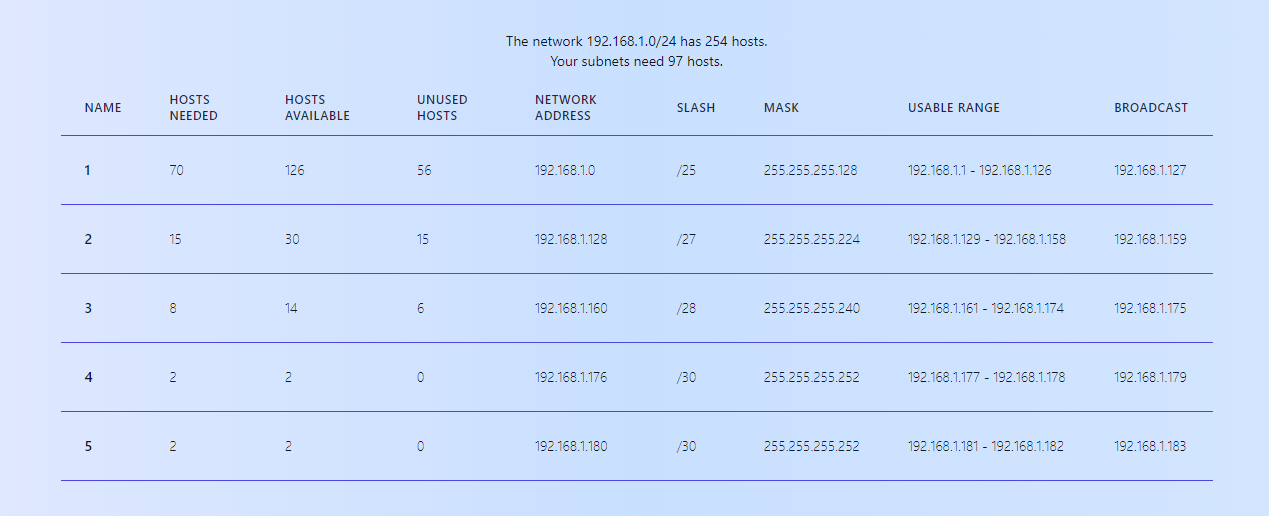 The network 192.168.1.0/24 has 254 hosts.
Your subnets need 97 hosts.
NAME HOSTS NEEDED HOSTS AVAILABLE UNUSED HOSTS NETWORK ADDRESS SLASH MASK USABLE RANGE BROADCAST
1 70 126 56 192.168.1.0 /25 255.255.255.128 192.168.1.1 - 192.168.1.126 192.168.1.127
2 15 30 15 192.168.1.128 /27 255.255.255.224 192.168.1.129 - 192.168.1.158 192.168.1.159
3 8 14 6 192.168.1.160 /28 255.255.255.240 192.168.1.161 - 192.168.1.174 192.168.1.175
4 2 2 0 192.168.1.176 /30 255.255.255.252 192.168.1.177 - 192.168.1.178 192.168.1.179
5 2 2 0 192.168.1.180 /30 255.255.255.252 192.168.1.181 - 192.168.1.182 192.168.1.183